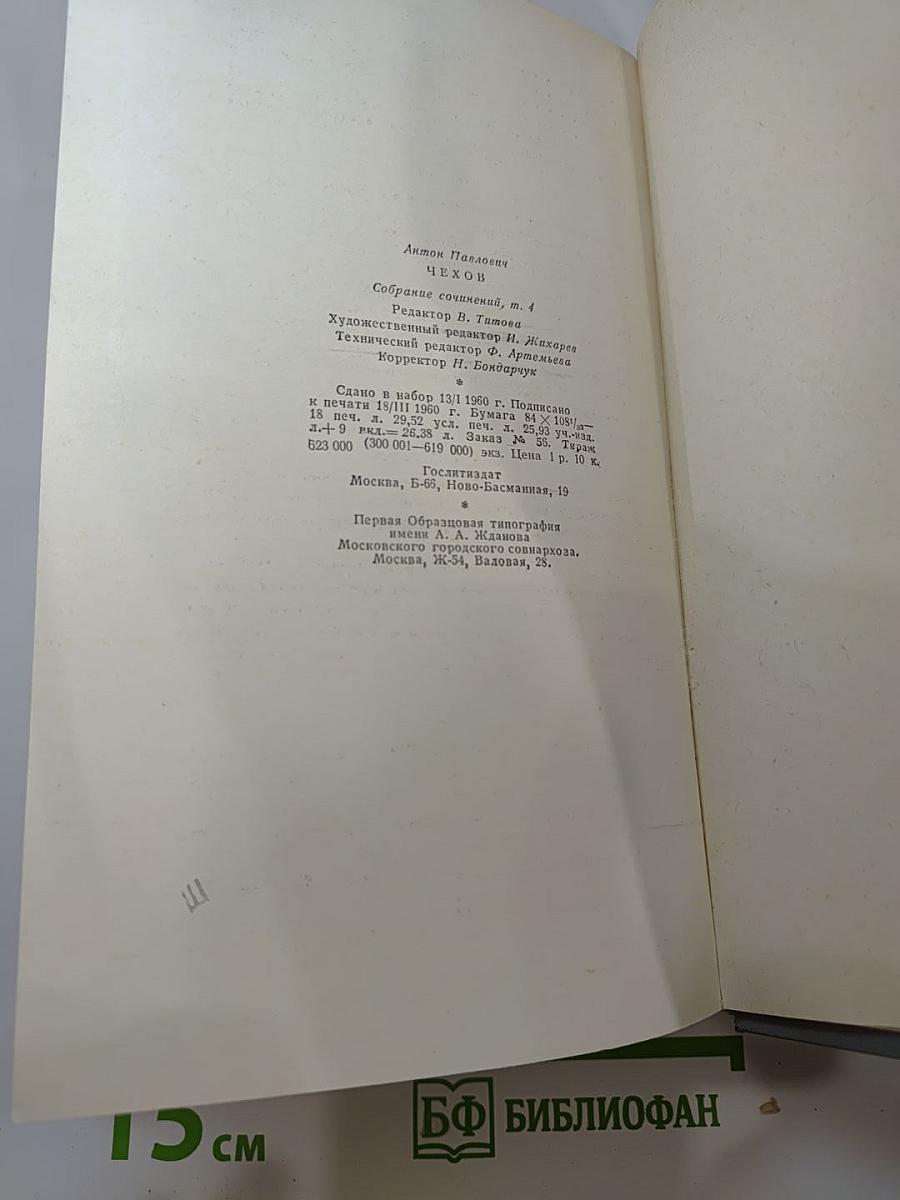 Антон Павлович
ЧЕХОВ
Собрание сочинений, т. 4
Редактор В. Титова
Художественный редактор И. Жихарев
Технический редактор Ф. Артемьева
Корректор Н. Бондарчук
*
Сдано в набор 13/I 1960 г. Подписано
к печати 18/III 1960 г. Бумага 84 × 108¹/₃₂—
18 печ. л. 29,52 усл. печ. л. 25,93 уч.-изд.
л.+ 9 вкл.= 26,38 л. Заказ № 56. Тираж
623 000 (300 001—619 000) экз. Цена 1 р. 10 к.
Гослитиздат
Москва, Б-66, Ново-Басманная, 19
*
Первая Образцовая типография
имени А. А. Жданова
Московского городского совнархоза.
Москва, Ж-54, Валовая, 28.
15 см
БФ БИБЛИОФАН